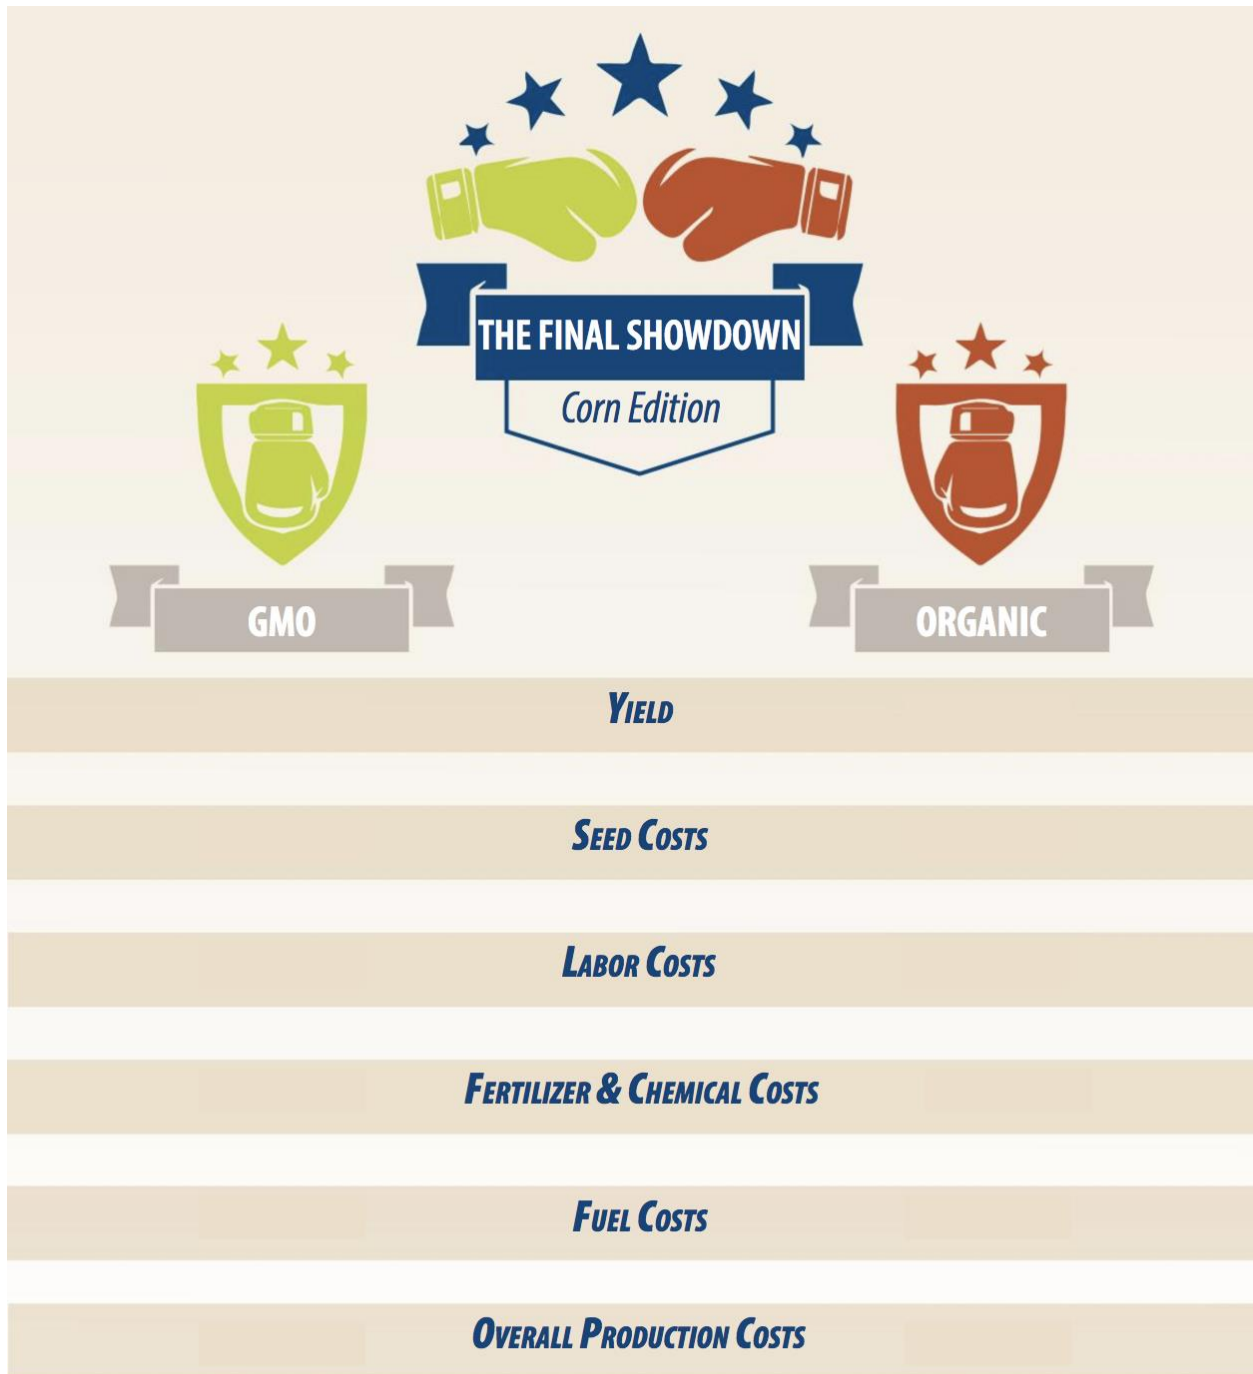 THE FINAL SHOWDOWN
Corn Edition
GMO
ORGANIC
YIELD
SEED COSTS
LABOR COSTS
FERTILIZER & CHEMICAL COSTS
FUEL COSTS
OVERALL PRODUCTION COSTS